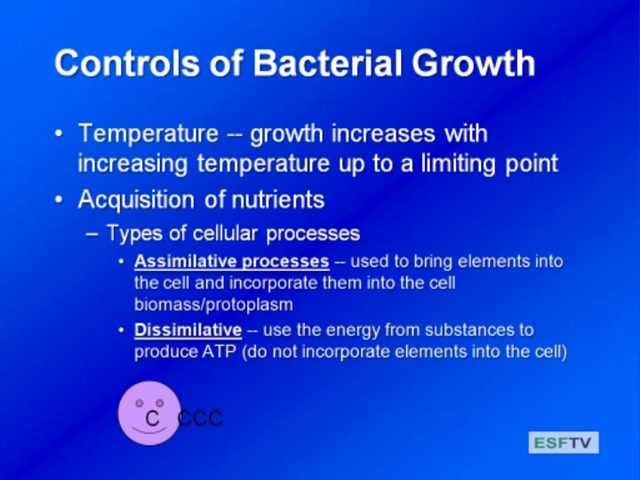 Controls of Bacterial Growth
• Temperature -- growth increases with
increasing temperature up to a limiting point
• Acquisition of nutrients
– Types of cellular processes
• Assimilative processes -- used to bring elements into
the cell and incorporate them into the cell
biomass/protoplasm
• Dissimilative -- use the energy from substances to
produce ATP (do not incorporate elements into the cell)
C CCC
ESFTV